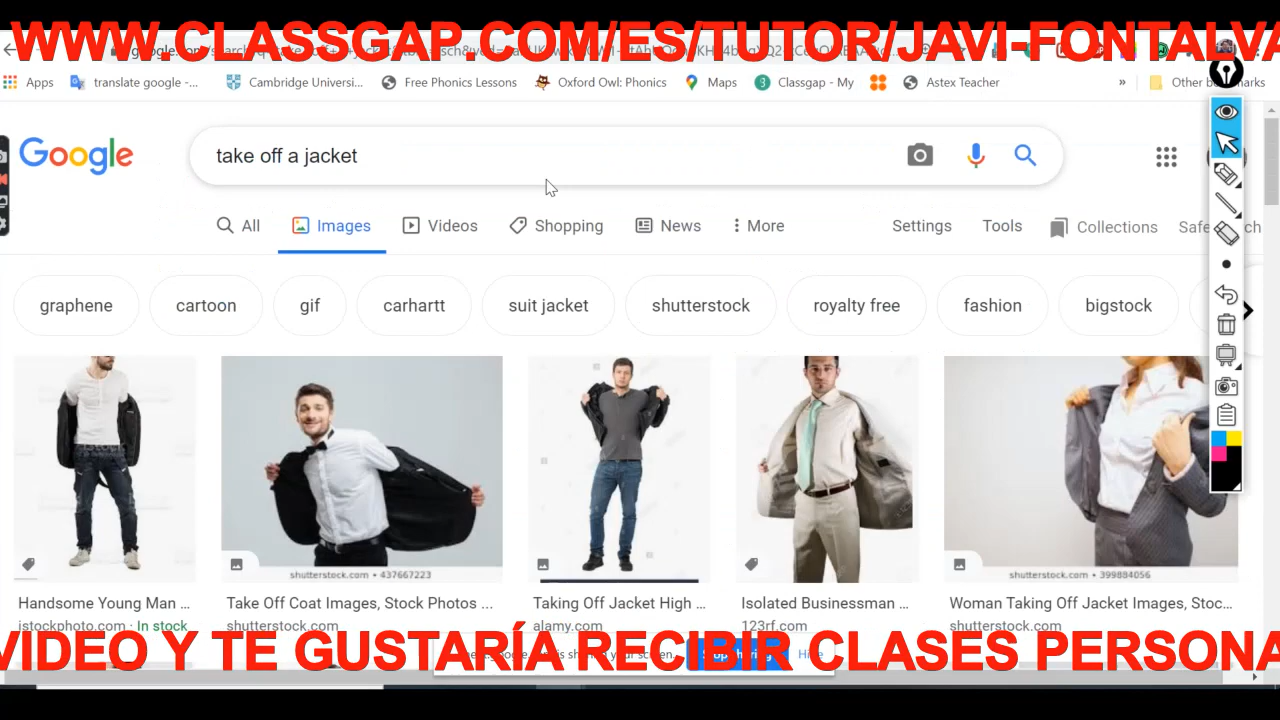 WWW.CLASSGAP.COM/ES/TUTOR/JAVI-FONTALVA
Apps translate google -... Cambridge Universi... Free Phonics Lessons Oxford Owl: Phonics Maps Classgap - My Astex Teacher » Other bookmarks
Google take off a jacket
All Images Videos Shopping News More Settings Tools Collections
graphene cartoon gif carhartt suit jacket shutterstock royalty free fashion bigstock
shutterstock.com • 437667223 shutterstock.com • 399884056
Handsome Young Man ... Take Off Coat Images, Stock Photos ... Taking Off Jacket High ... Isolated Businessman ... Woman Taking Off Jacket Images, Stoc...
istockphoto.com · In stock shutterstock.com alamy.com 123rf.com shutterstock.com
VIDEO Y TE GUSTARÍA RECIBIR CLASES PERSONA